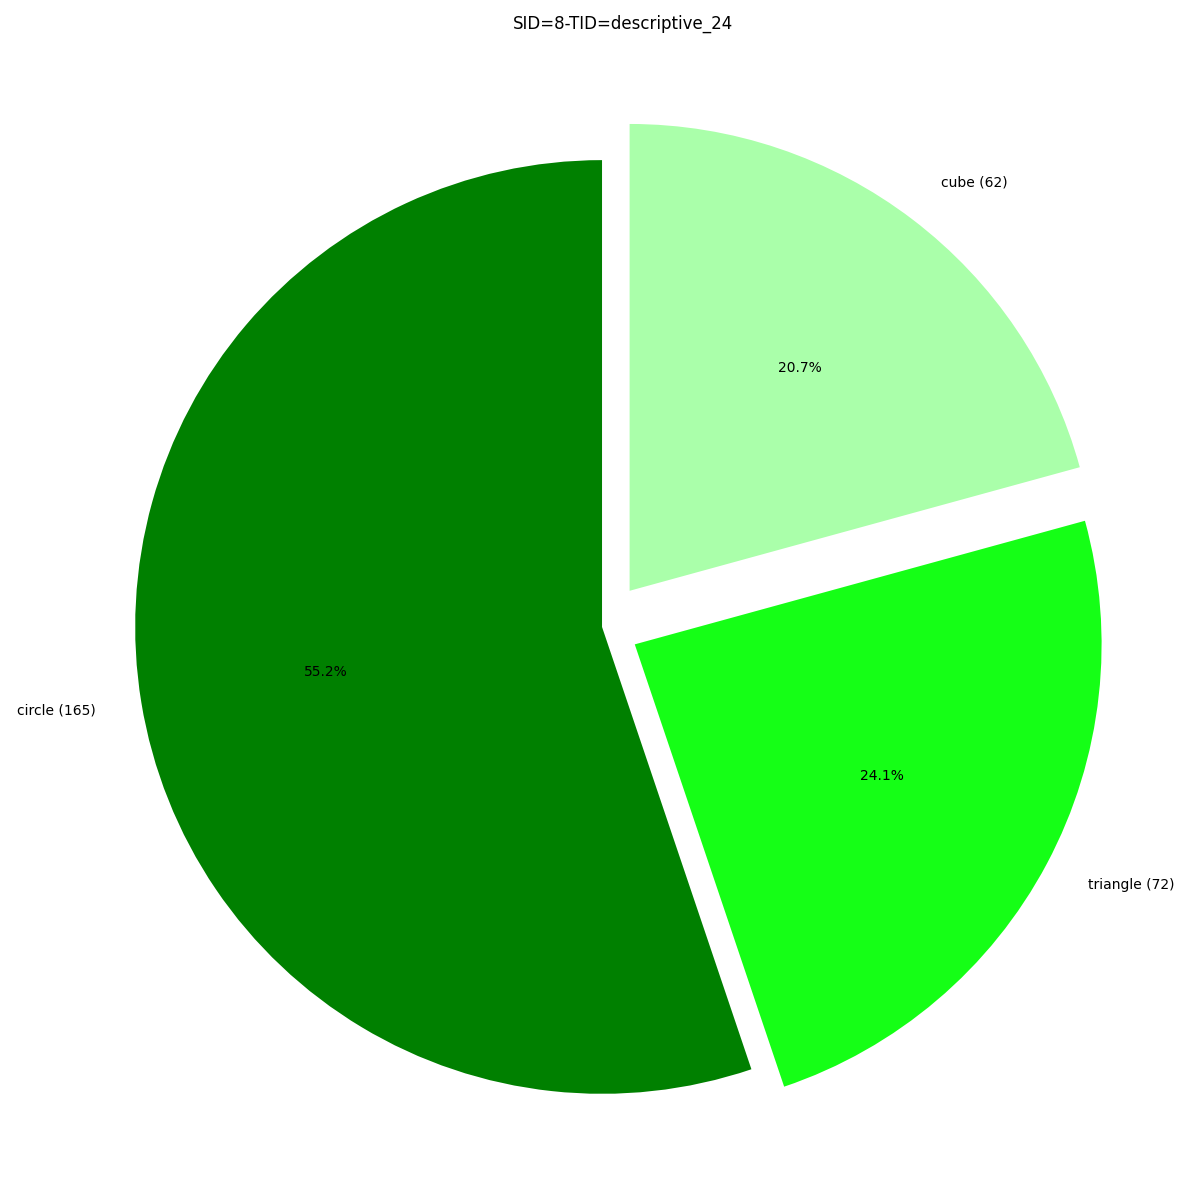 SID=8-TID=descriptive_24
cube (62)
20.7%
55.2%
circle (165)
24.1%
triangle (72)